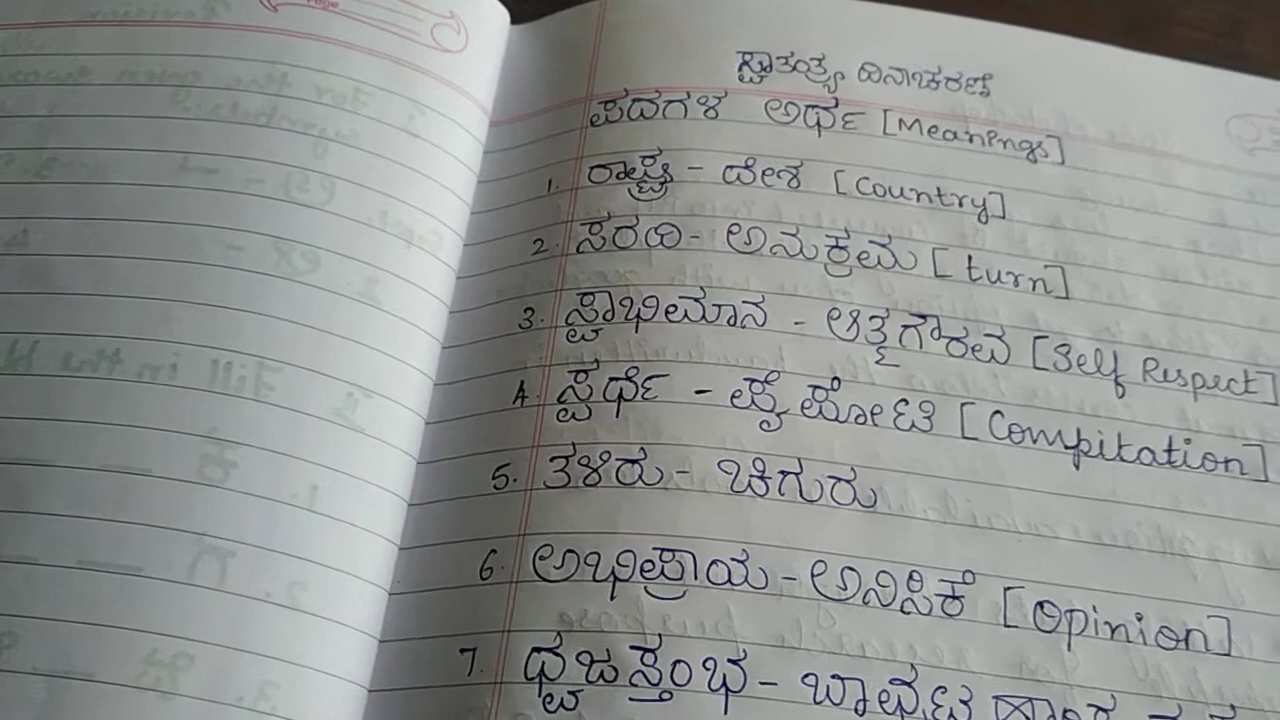 ಸ್ವಾತಂತ್ರ್ಯ ದಿನಾಚರಣೆ
ಪದಗಳ ಅರ್ಥ [Meanings]
1. ರಾಷ್ಟ್ರ - ದೇಶ [Country]
2. ಸರದಿ - ಅನುಕ್ರಮ [turn]
3. ಸ್ವಾಭಿಮಾನ - ಆತ್ಮಗೌರವ [Self Respect]
4. ಸ್ಪರ್ಧೆ - ಪೈಪೋಟಿ [Compitation]
5. ತಳಿರು - ಚಿಗುರು
6. ಅಭಿಪ್ರಾಯ - ಅನಿಸಿಕೆ [Opinion]
7. ಧ್ವಜಸ್ತಂಭ - ಬಾವುಟ